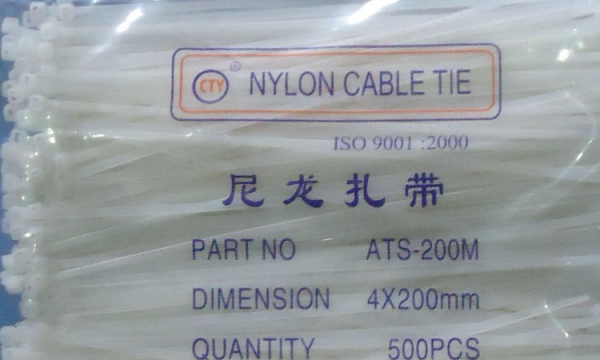 CTY ® NYLON CABLE TIE
ISO 9001 :2000
尼龙扎带
PART NO ATS-200M
DIMENSION 4X200mm
QUANTITY 500PCS